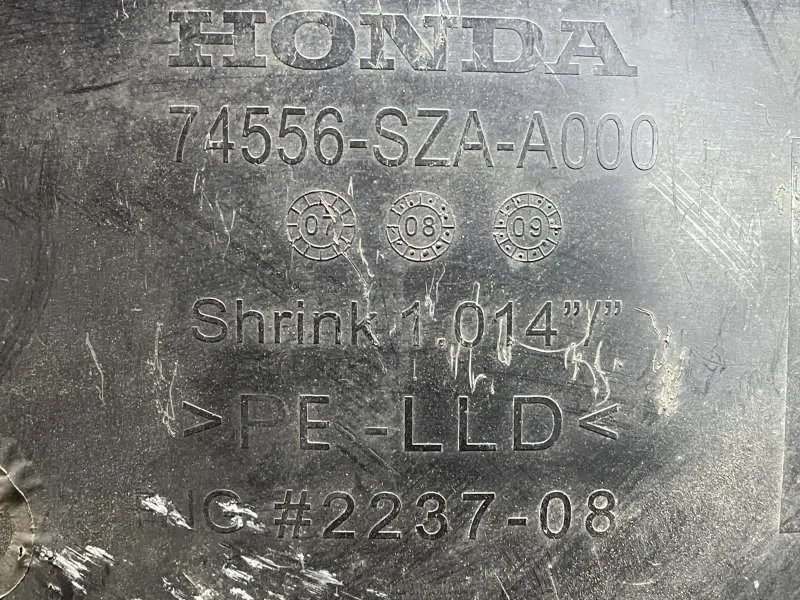 HONDA
74556-SZA-A000
07 08 09
Shrink 1.014"/"
>PE-LLD<
#2237-08